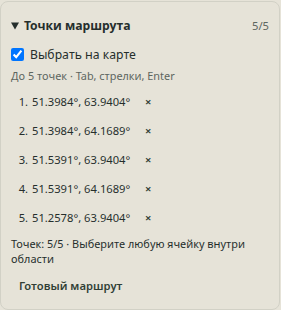 ▼ Точки маршрута 5/5
Выбрать на карте
До 5 точек · Tab, стрелки, Enter
1. 51.3984°, 63.9404° ×
2. 51.3984°, 64.1689° ×
3. 51.5391°, 63.9404° ×
4. 51.5391°, 64.1689° ×
5. 51.2578°, 63.9404° ×
Точек: 5/5 · Выберите любую ячейку внутри
области
Готовый маршрут